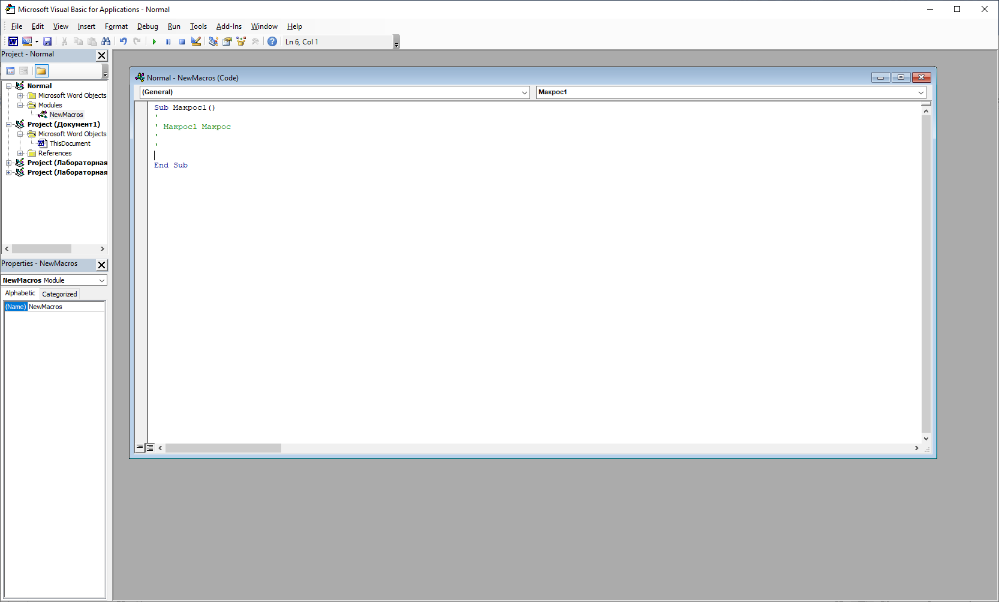 Microsoft Visual Basic for Applications - Normal
File Edit View Insert Format Debug Run Tools Add-Ins Window Help
Ln 6, Col 1
Project - Normal
Normal
Microsoft Word Objects
Modules
NewMacros
Project (Документ1)
Microsoft Word Objects
ThisDocument
References
Project (Лабораторная
Project (Лабораторная
Properties - NewMacros
NewMacros Module
Alphabetic Categorized
(Name) NewMacros
Normal - NewMacros (Code)
(General) Макрос1
Sub Макрос1()
'
' Макрос1 Макрос
'
'
End Sub